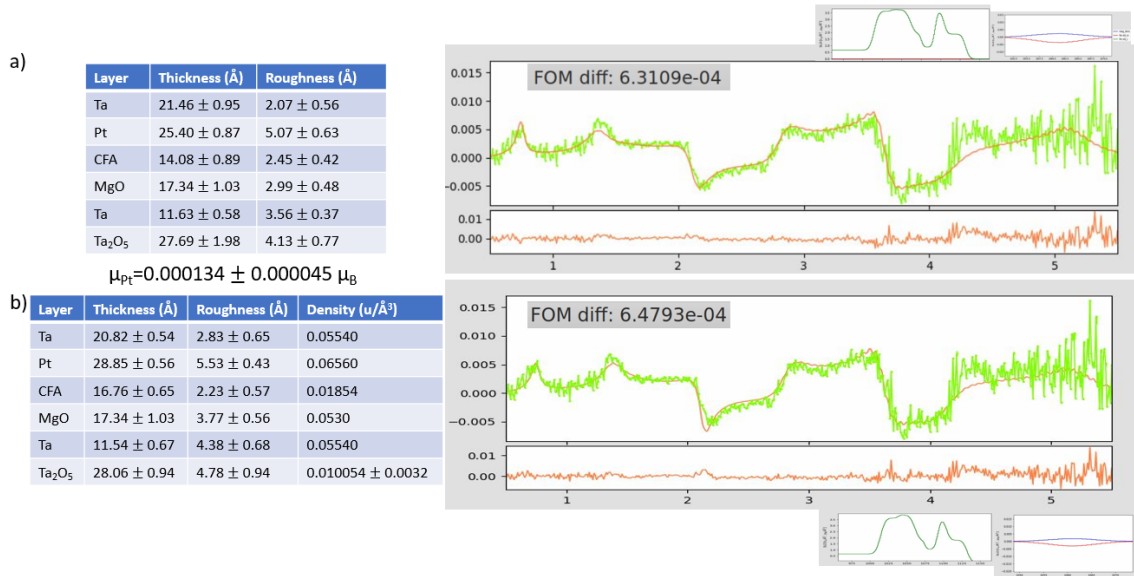 a)
Layer Thickness (Å) Roughness (Å)
Ta 21.46 ± 0.95 2.07 ± 0.56
Pt 25.40 ± 0.87 5.07 ± 0.63
CFA 14.08 ± 0.89 2.45 ± 0.42
MgO 17.34 ± 1.03 2.99 ± 0.48
Ta 11.63 ± 0.58 3.56 ± 0.37
Ta₂O₅ 27.69 ± 1.98 4.13 ± 0.77
μPt=0.000134 ± 0.000045 μB
FOM diff: 6.3109e-04
0.015
0.010
0.005
0.000
-0.005
0.01
0.00
1 2 3 4 5
b)
Layer Thickness (Å) Roughness (Å) Density (u/Å³)
Ta 20.82 ± 0.54 2.83 ± 0.65 0.05540
Pt 28.85 ± 0.56 5.53 ± 0.43 0.06560
CFA 16.76 ± 0.65 2.23 ± 0.57 0.01854
MgO 17.34 ± 1.03 3.77 ± 0.56 0.0530
Ta 11.54 ± 0.67 4.38 ± 0.68 0.05540
Ta₂O₅ 28.06 ± 0.94 4.78 ± 0.94 0.010054 ± 0.0032
FOM diff: 6.4793e-04
0.015
0.010
0.005
0.000
−0.005
0.01
0.00
1 2 3 4 5